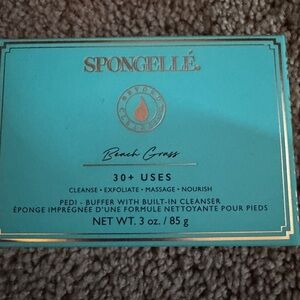 SPONGELLÉ.
Beach Grass
30+ USES
CLEANSE • EXFOLIATE • MASSAGE • NOURISH
PEDI - BUFFER WITH BUILT-IN CLEANSER
ÉPONGE IMPRÉGNÉE D'UNE FORMULE NETTOYANTE POUR PIEDS
NET WT. 3 oz. / 85 g